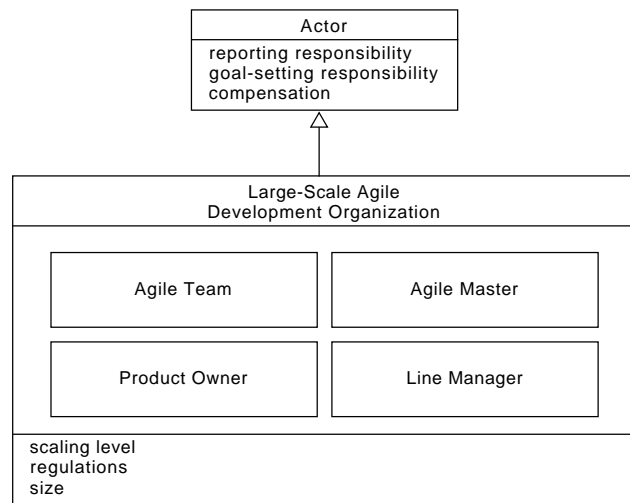 Actor
reporting responsibility
goal-setting responsibility
compensation
Large-Scale Agile
Development Organization
Agile Team
Agile Master
Product Owner
Line Manager
scaling level
regulations
size